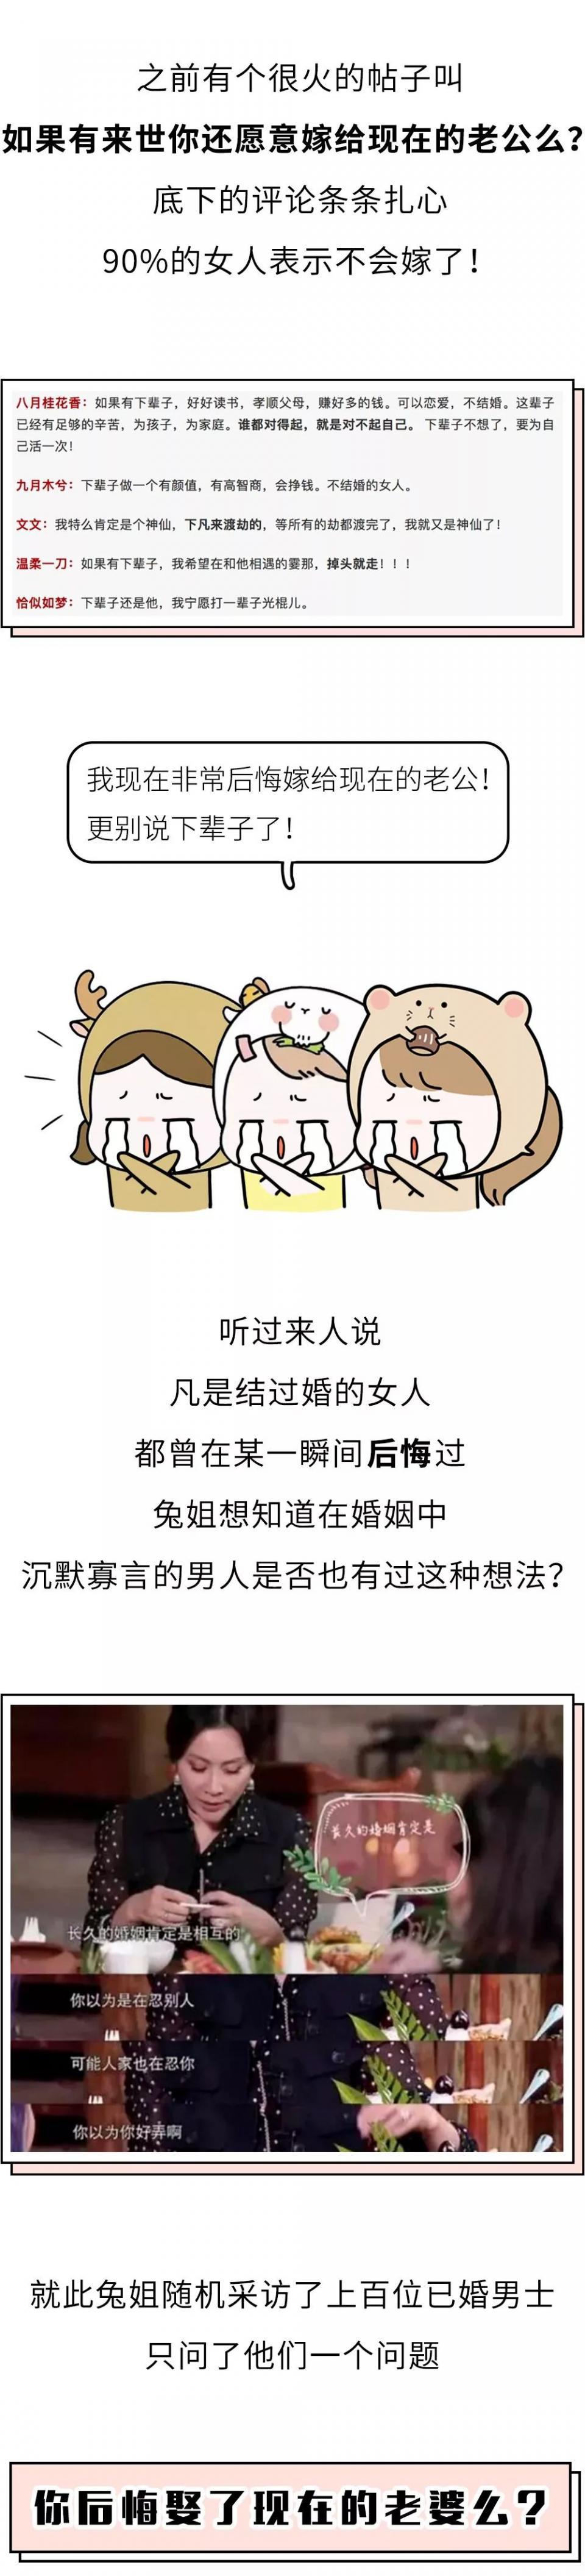 之前有个很火的帖子叫
如果有来世你还愿意嫁给现在的老公么？
底下的评论条条扎心
90%的女人表示不会嫁了！
八月桂花香：如果有下辈子，好好读书，孝顺父母，赚好多的钱。可以恋爱，不结婚。这辈子
已经有足够的辛苦，为孩子，为家庭。谁都对得起，就是对不起自己。 下辈子不想了，要为自
己活一次！
九月木兮：下辈子做一个有颜值，有高智商，会挣钱。不结婚的女人。
文文：我特么肯定是个神仙，下凡来渡劫的，等所有的劫都渡完了，我就又是神仙了！
温柔一刀：如果有下辈子，我希望在和他相遇的霎那，掉头就走！！！
恰似如梦：下辈子还是他，我宁愿打一辈子光棍儿。
我现在非常后悔嫁给现在的老公！
更别说下辈子了！
听过来人说
凡是结过婚的女人
都曾在某一瞬间后悔过
兔姐想知道在婚姻中
沉默寡言的男人是否也有过这种想法？
长久的婚姻肯定是
长久的婚姻肯定是相互的
你以为是在忍别人
可能人家也在忍你
你以为你好弄啊
就此兔姐随机采访了上百位已婚男士
只问了他们一个问题
你后悔娶了现在的老婆么？